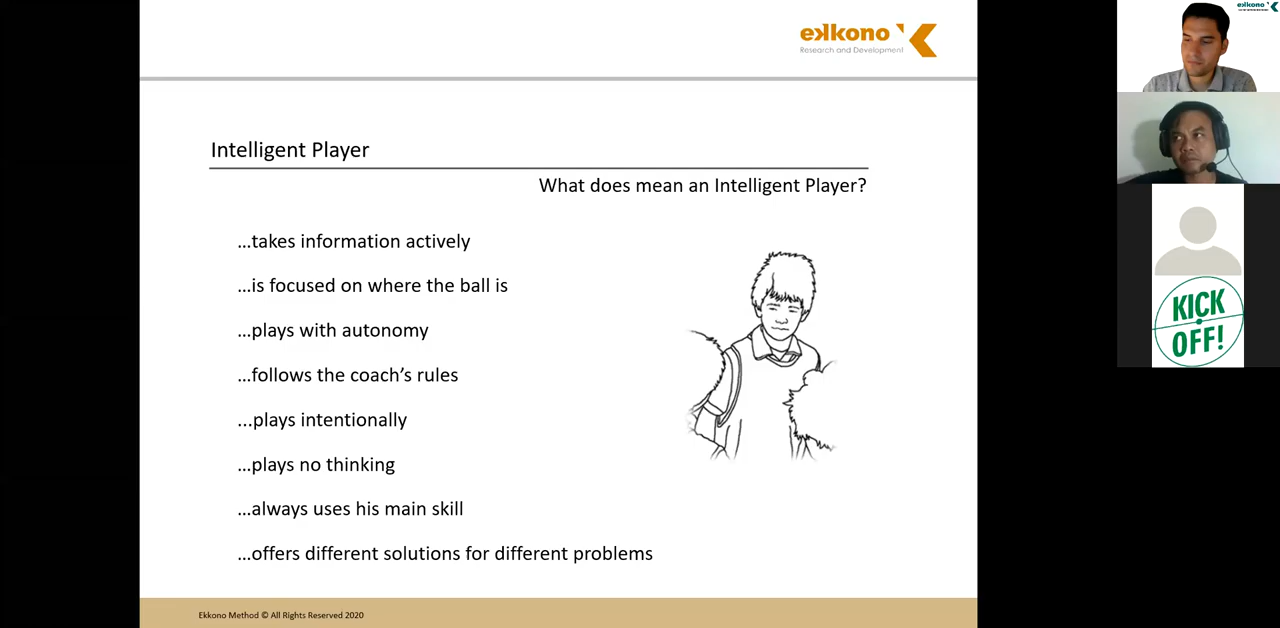 ekkono
Research and Development
ekkono
Intelligent Player
What does mean an Intelligent Player?
...takes information actively
...is focused on where the ball is
...plays with autonomy
...follows the coach's rules
...plays intentionally
...plays no thinking
...always uses his main skill
...offers different solutions for different problems
KICK
OFF!
Ekkono Method © All Rights Reserved 2020